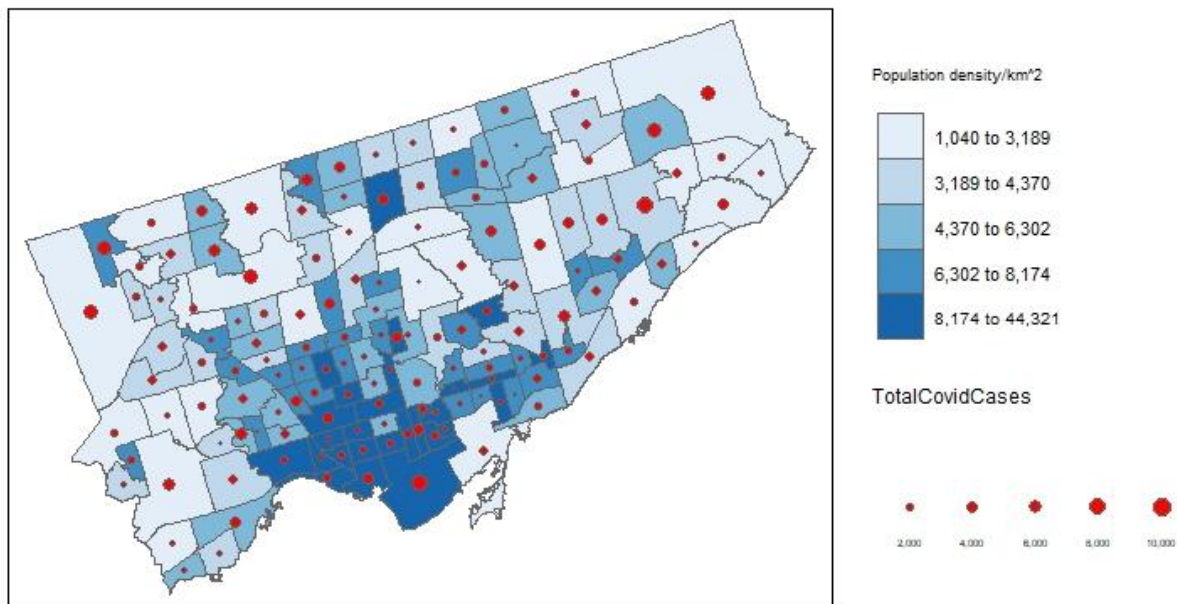 Population density/km^2
1,040 to 3,189
3,189 to 4,370
4,370 to 6,302
6,302 to 8,174
8,174 to 44,321
TotalCovidCases
2,000 4,000 6,000 8,000 10,000